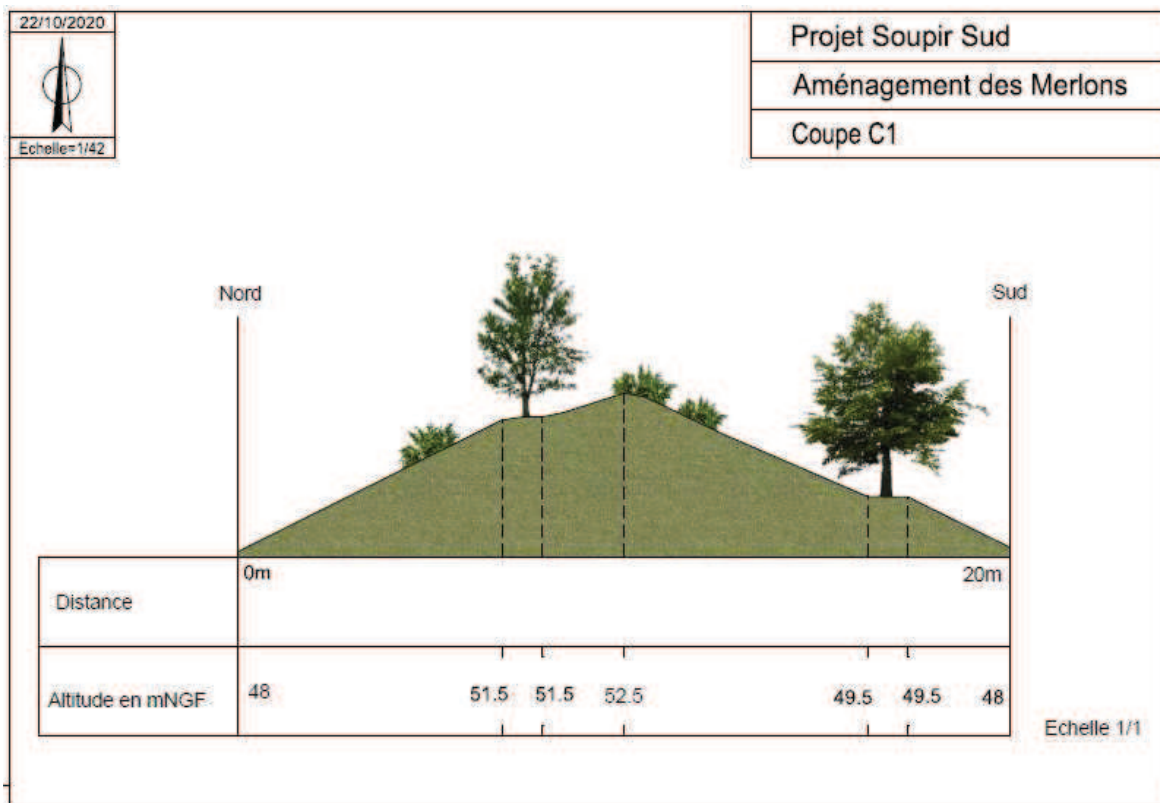 22/10/2020
Echelle=1/42
Projet Soupir Sud
Aménagement des Merlons
Coupe C1
Nord
Sud
0m
20m
Distance
Altitude en mNGF
48
51.5
51.5
52.5
49.5
49.5
48
Echelle 1/1